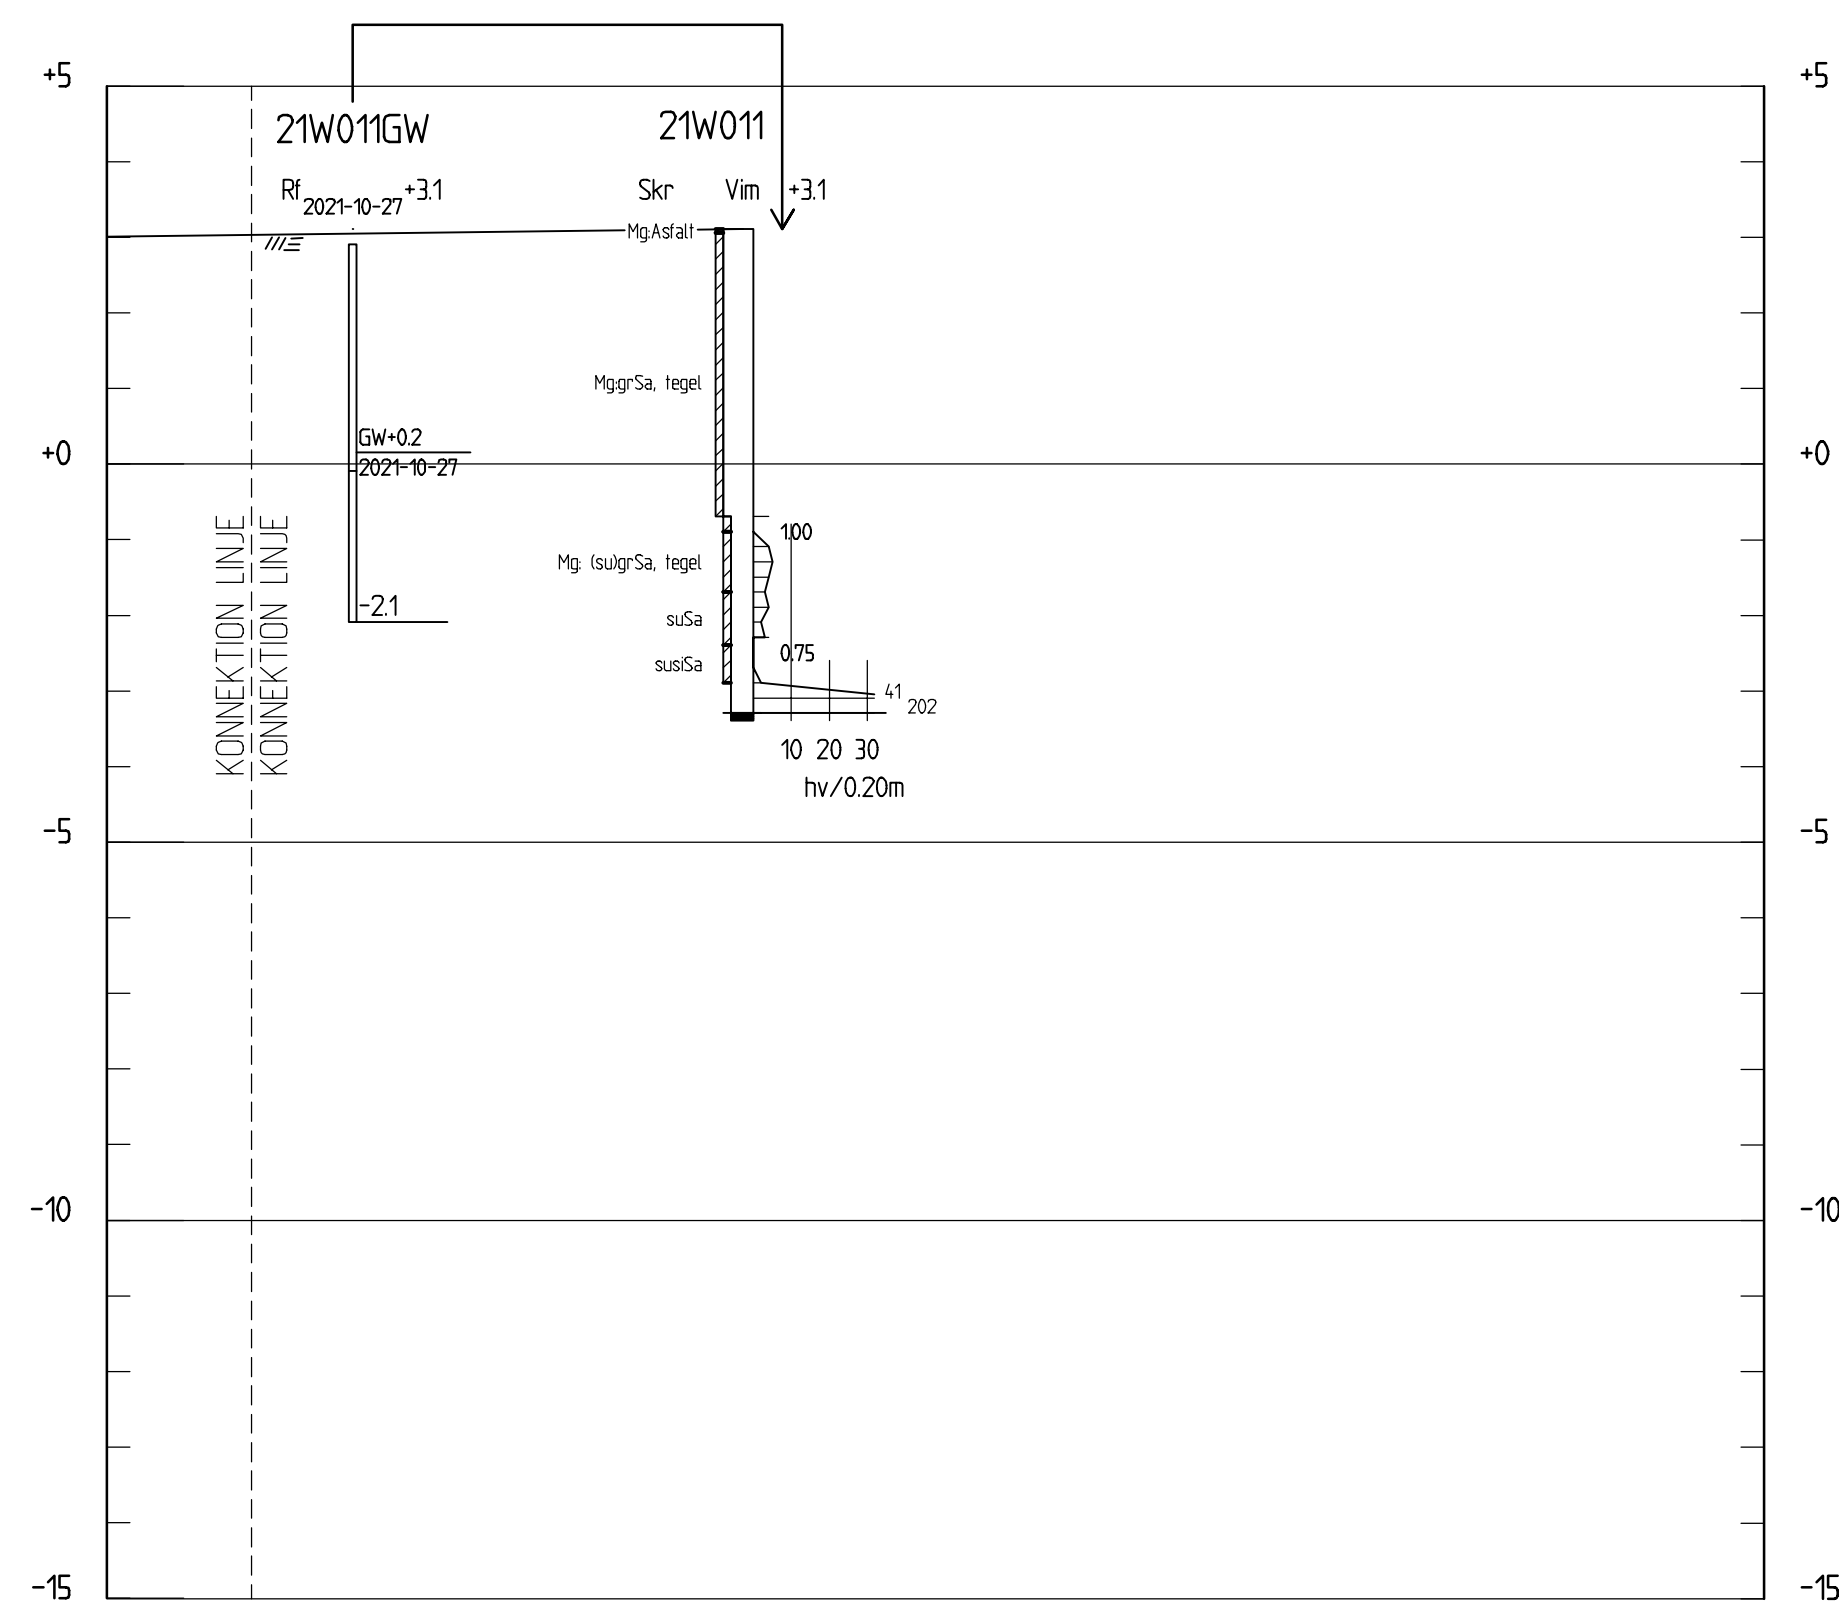 +5 +5
21W011GW 21W011
Rf 2021-10-27 +3.1 Skr Vim +3.1
Mg:Asfalt
Mg:grSa, tegel
GW+0.2
+0 +0
2021-10-27
KONNEKTION LINJE
KONNEKTION LINJE
1.00
Mg: (su)grSa, tegel
-2.1
suSa
0.75
susiSa
41
202
10 20 30
hv/0.20m
-5 -5
-10 -10
-15 -15